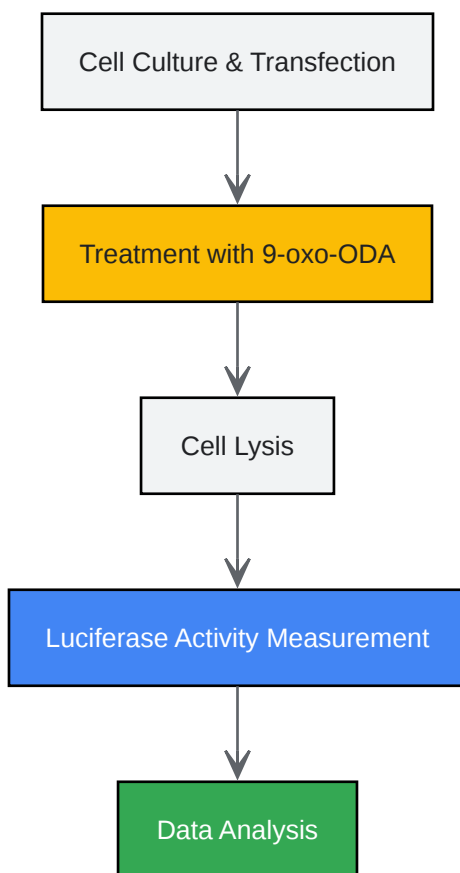 Cell Culture & Transfection
Treatment with 9-oxo-ODA
Cell Lysis
Luciferase Activity Measurement
Data Analysis